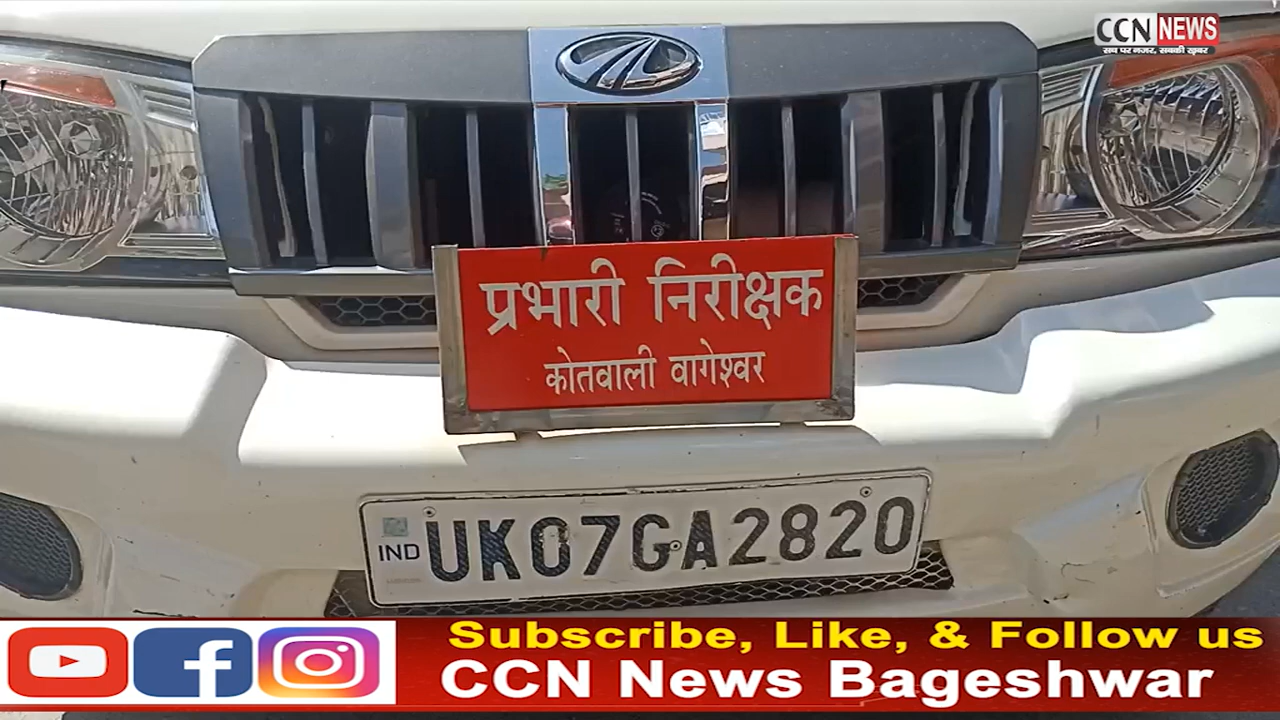 CCN NEWS
सच पर नजर, सबकी खबर
प्रभारी निरीक्षक
कोतवाली वागेश्वर
IND UK07GA2820
Subscribe, Like, & Follow us
CCN News Bageshwar